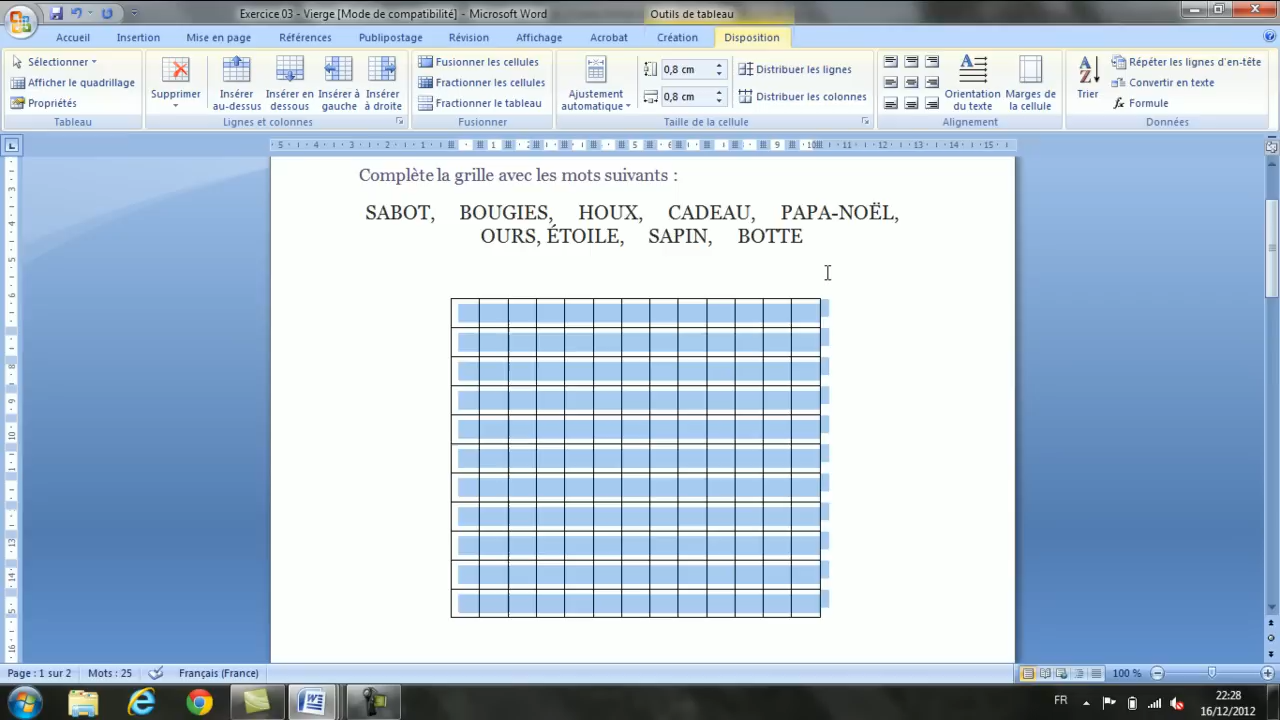 Exercice 03 - Vierge [Mode de compatibilité] - Microsoft Word
Outils de tableau
Accueil Insertion Mise en page Références Publipostage Révision Affichage Acrobat Création Disposition
Sélectionner
Afficher le quadrillage
Propriétés
Tableau
Supprimer
Insérer au-dessus
Insérer en dessous
Insérer à gauche
Insérer à droite
Lignes et colonnes
Fusionner les cellules
Fractionner les cellules
Fractionner le tableau
Fusionner
Ajustement automatique
0,8 cm
0,8 cm
Distribuer les lignes
Distribuer les colonnes
Taille de la cellule
Orientation du texte
Marges de la cellule
Alignement
Trier
Répéter les lignes d'en-tête
Convertir en texte
Formule
Données
Complète la grille avec les mots suivants :
SABOT, BOUGIES, HOUX, CADEAU, PAPA-NOËL,
OURS, ÉTOILE, SAPIN, BOTTE
Page : 1 sur 2 Mots : 25 Français (France) 100 %
FR 22:28
16/12/2012